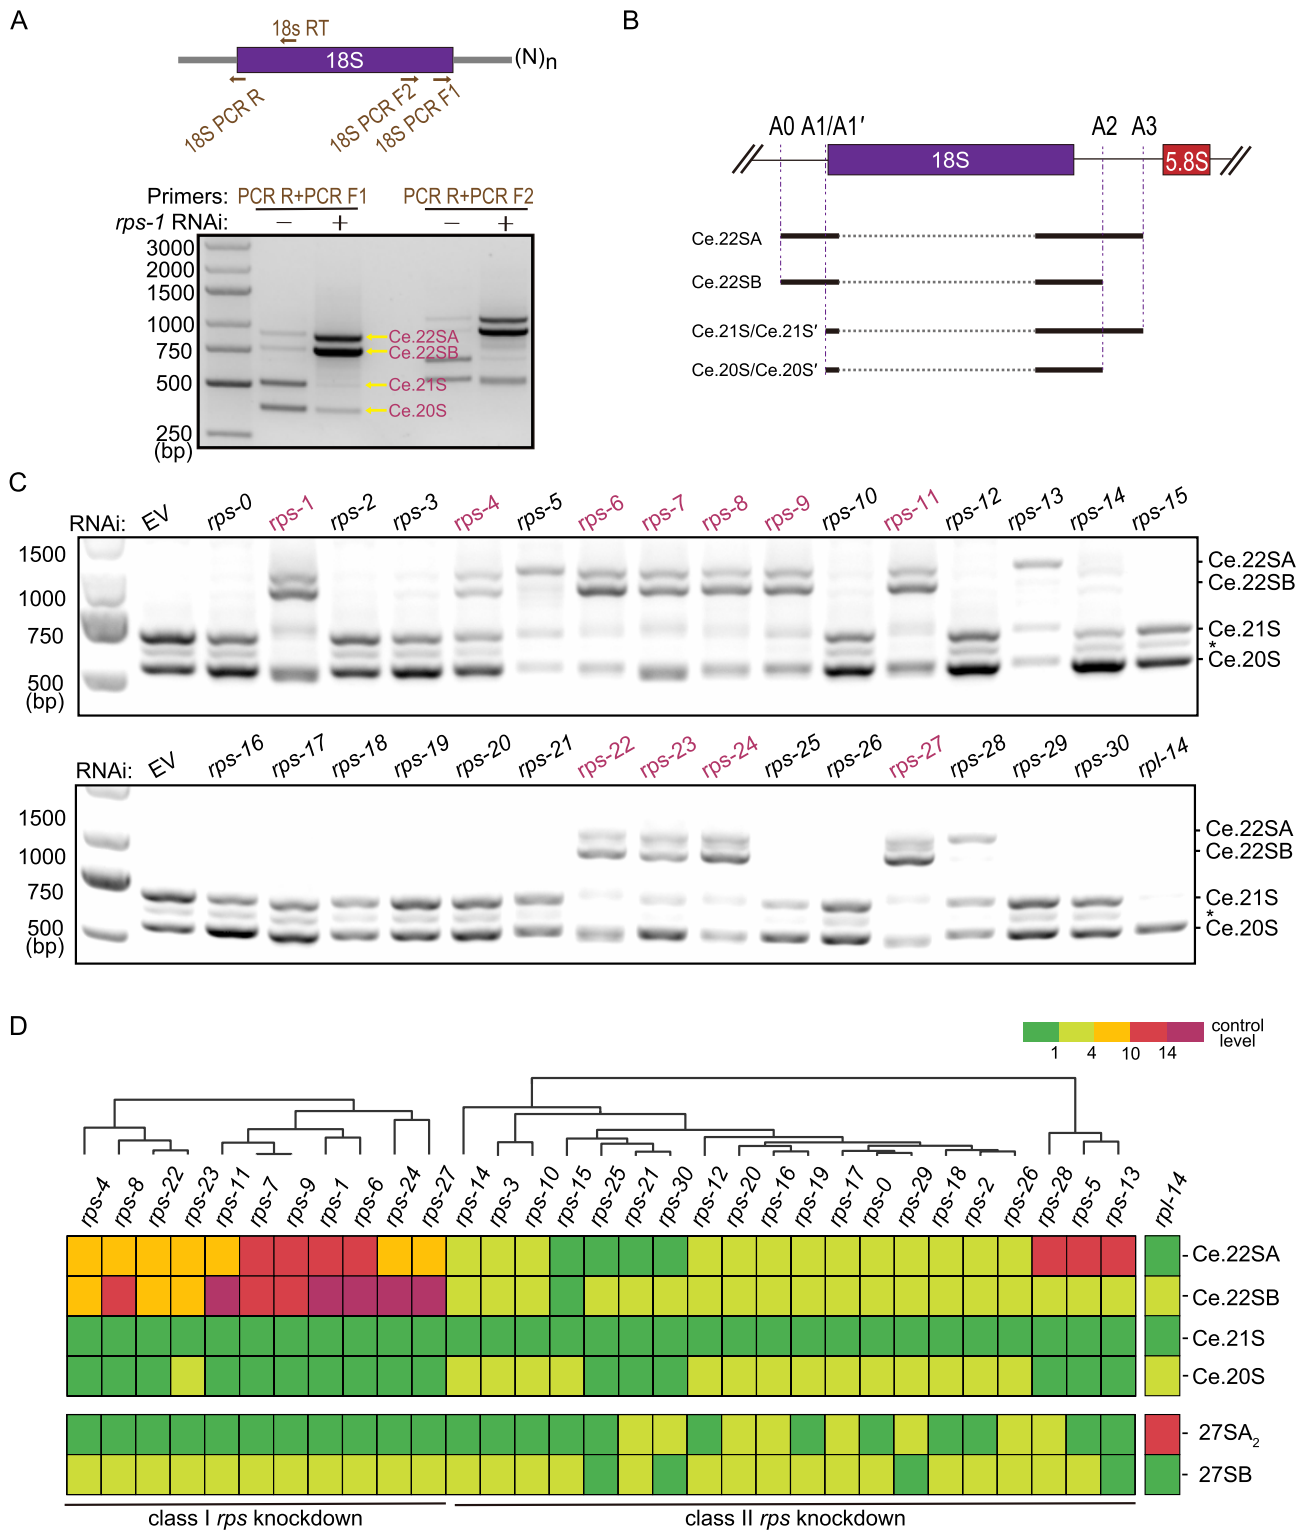 A
18s RT
18S
(N)n
18S PCR R
18S PCR F2
18S PCR F1
Primers: PCR R+PCR F1 PCR R+PCR F2
rps-1 RNAi: − + − +
3000
2000
1500
1000
750
500
250
(bp)
Ce.22SA
Ce.22SB
Ce.21S
Ce.20S
B
A0 A1/A1′ A2 A3
18S
5.8S
Ce.22SA
Ce.22SB
Ce.21S/Ce.21S′
Ce.20S/Ce.20S′
C
RNAi: EV rps-0 rps-1 rps-2 rps-3 rps-4 rps-5 rps-6 rps-7 rps-8 rps-9 rps-10 rps-11 rps-12 rps-13 rps-14 rps-15
1500
1000
750
500
(bp)
Ce.22SA
Ce.22SB
Ce.21S
*
Ce.20S
RNAi: EV rps-16 rps-17 rps-18 rps-19 rps-20 rps-21 rps-22 rps-23 rps-24 rps-25 rps-26 rps-27 rps-28 rps-29 rps-30 rpl-14
1500
1000
750
500
(bp)
Ce.22SA
Ce.22SB
Ce.21S
*
Ce.20S
D
control level
1 4 10 14
rps-4 rps-8 rps-22 rps-23 rps-11 rps-7 rps-9 rps-1 rps-6 rps-24 rps-27 rps-14 rps-3 rps-10 rps-15 rps-25 rps-21 rps-30 rps-12 rps-20 rps-16 rps-19 rps-17 rps-0 rps-29 rps-18 rps-2 rps-26 rps-28 rps-5 rps-13 rpl-14
Ce.22SA
Ce.22SB
Ce.21S
Ce.20S
27SA2
27SB
class I rps knockdown
class II rps knockdown